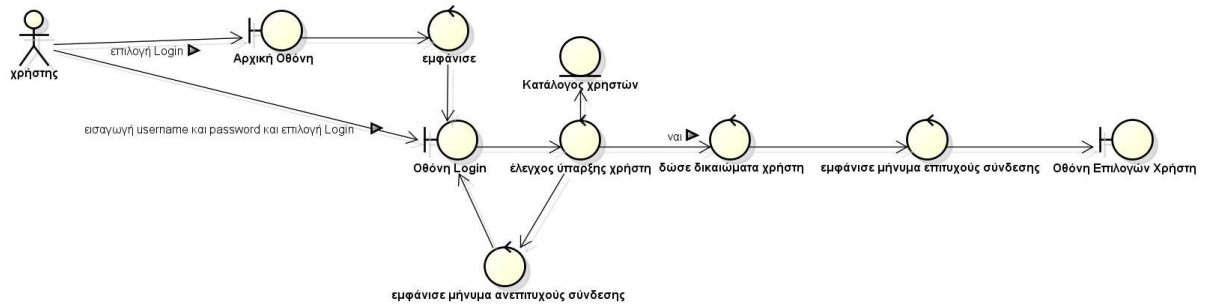 χρήστης
επιλογή Login
Αρχική Οθόνη
εμφάνισε
Κατάλογος χρηστών
εισαγωγή username και password και επιλογή Login
Οθόνη Login
έλεγχος ύπαρξης χρήστη
ναι
δώσε δικαιώματα χρήστη
εμφάνισε μήνυμα επιτυχούς σύνδεσης
Οθόνη Επιλογών Χρήστη
εμφάνισε μήνυμα ανεπιτυχούς σύνδεσης